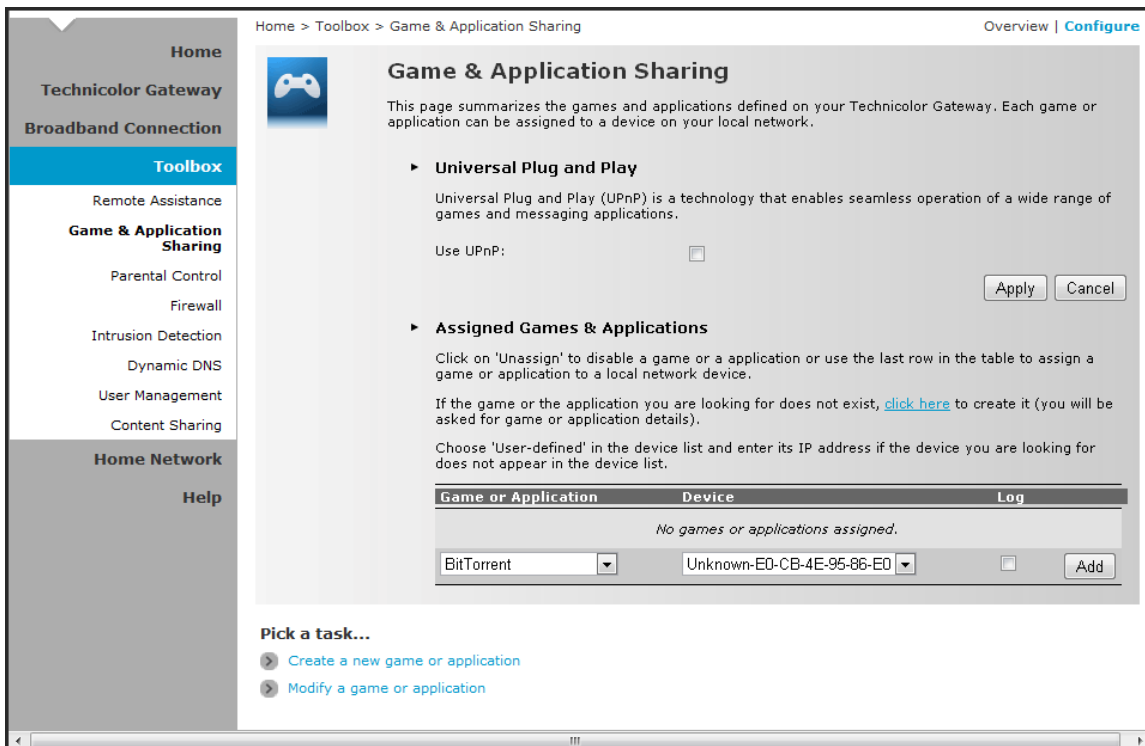 Home > Toolbox > Game & Application Sharing
Overview | Configure
Home
Technicolor Gateway
Broadband Connection
Toolbox
Remote Assistance
Game & Application
Sharing
Parental Control
Firewall
Intrusion Detection
Dynamic DNS
User Management
Content Sharing
Home Network
Help
Game & Application Sharing
This page summarizes the games and applications defined on your Technicolor Gateway. Each game or
application can be assigned to a device on your local network.
Universal Plug and Play
Universal Plug and Play (UPnP) is a technology that enables seamless operation of a wide range of
games and messaging applications.
Use UPnP:
Apply Cancel
Assigned Games & Applications
Click on 'Unassign' to disable a game or a application or use the last row in the table to assign a
game or application to a local network device.
If the game or the application you are looking for does not exist, click here to create it (you will be
asked for game or application details).
Choose 'User-defined' in the device list and enter its IP address if the device you are looking for
does not appear in the device list.
Game or Application Device Log
No games or applications assigned.
BitTorrent Unknown-E0-CB-4E-95-86-E0 Add
Pick a task...
Create a new game or application
Modify a game or application